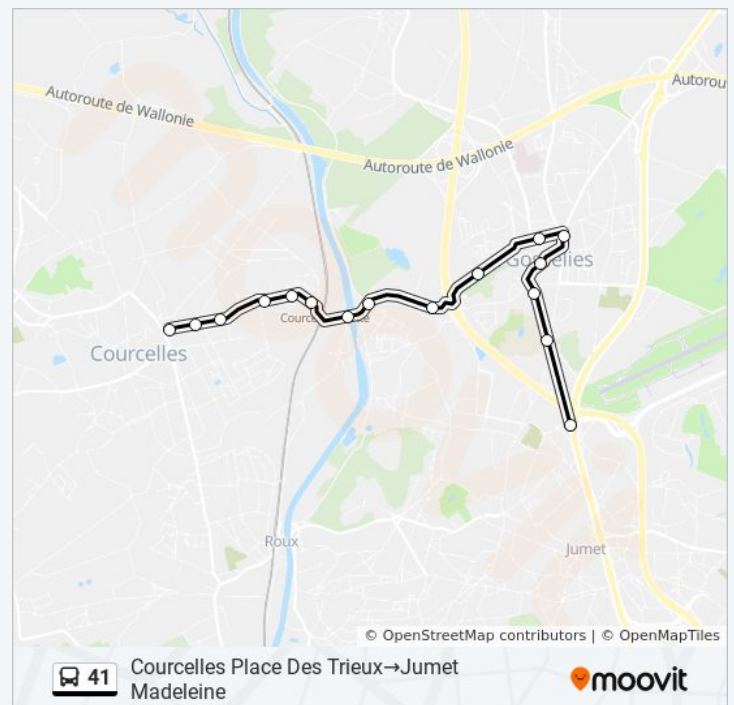 Autoroute de Wallonie
Autorou
Autoroute de Wallonie
Gosselies
Courcelles
Roux
Jumet
© OpenStreetMap contributors | © OpenMapTiles
41
Courcelles Place Des Trieux→Jumet
Madeleine
moovit